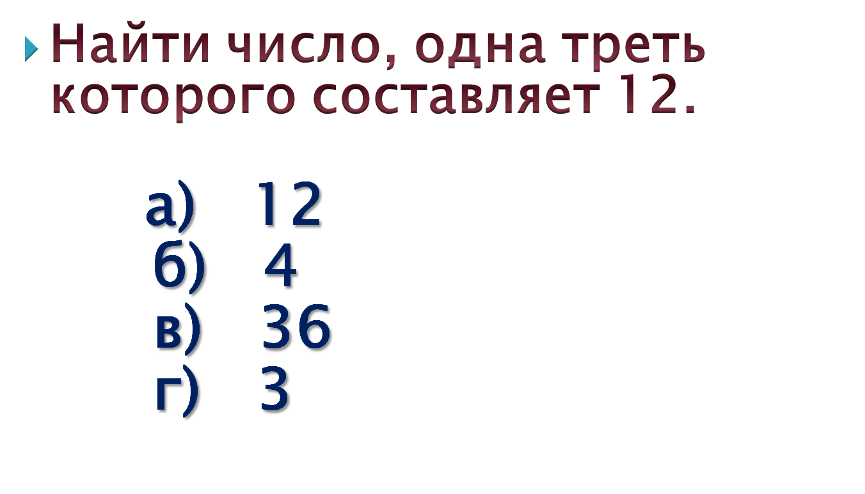 Найти число, одна треть
которого составляет 12.
а) 12
б) 4
в) 36
г) 3